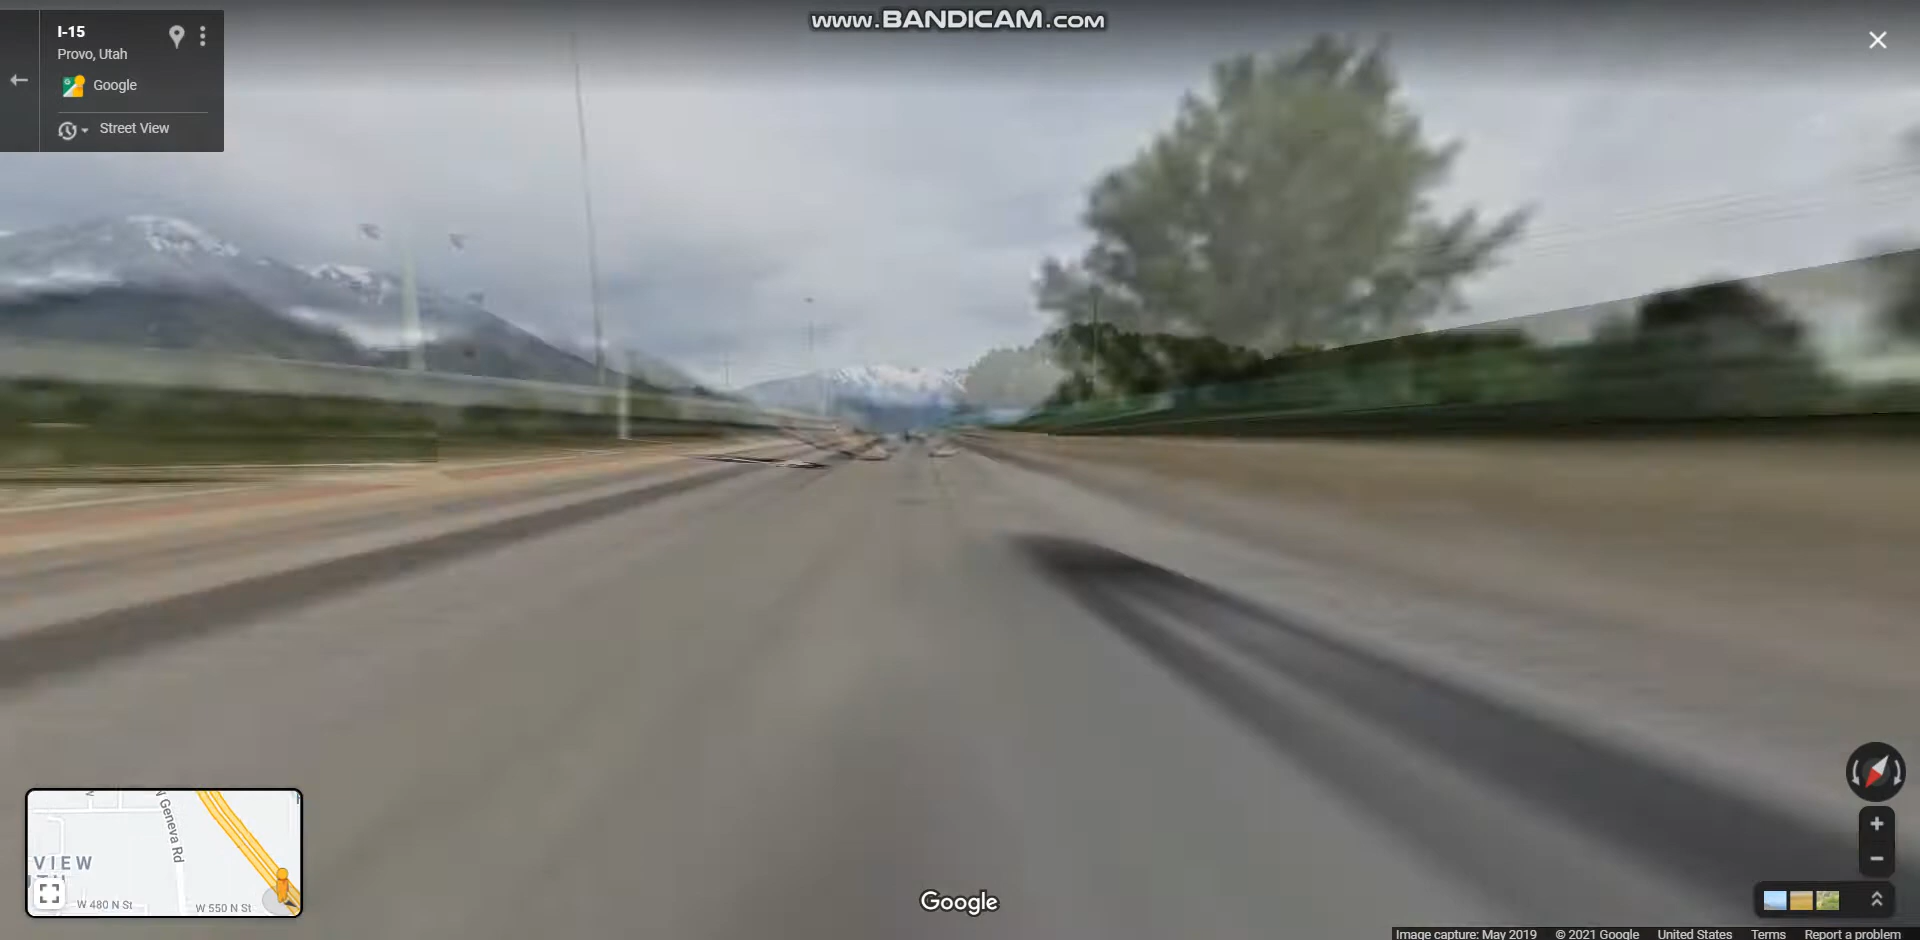 www.BANDICAM.com
I-15
Provo, Utah
Google
Street View
N Geneva Rd
VIEW
W 480 N St
W 550 N St
Google
Image capture: May 2019 © 2021 Google United States Terms Report a problem